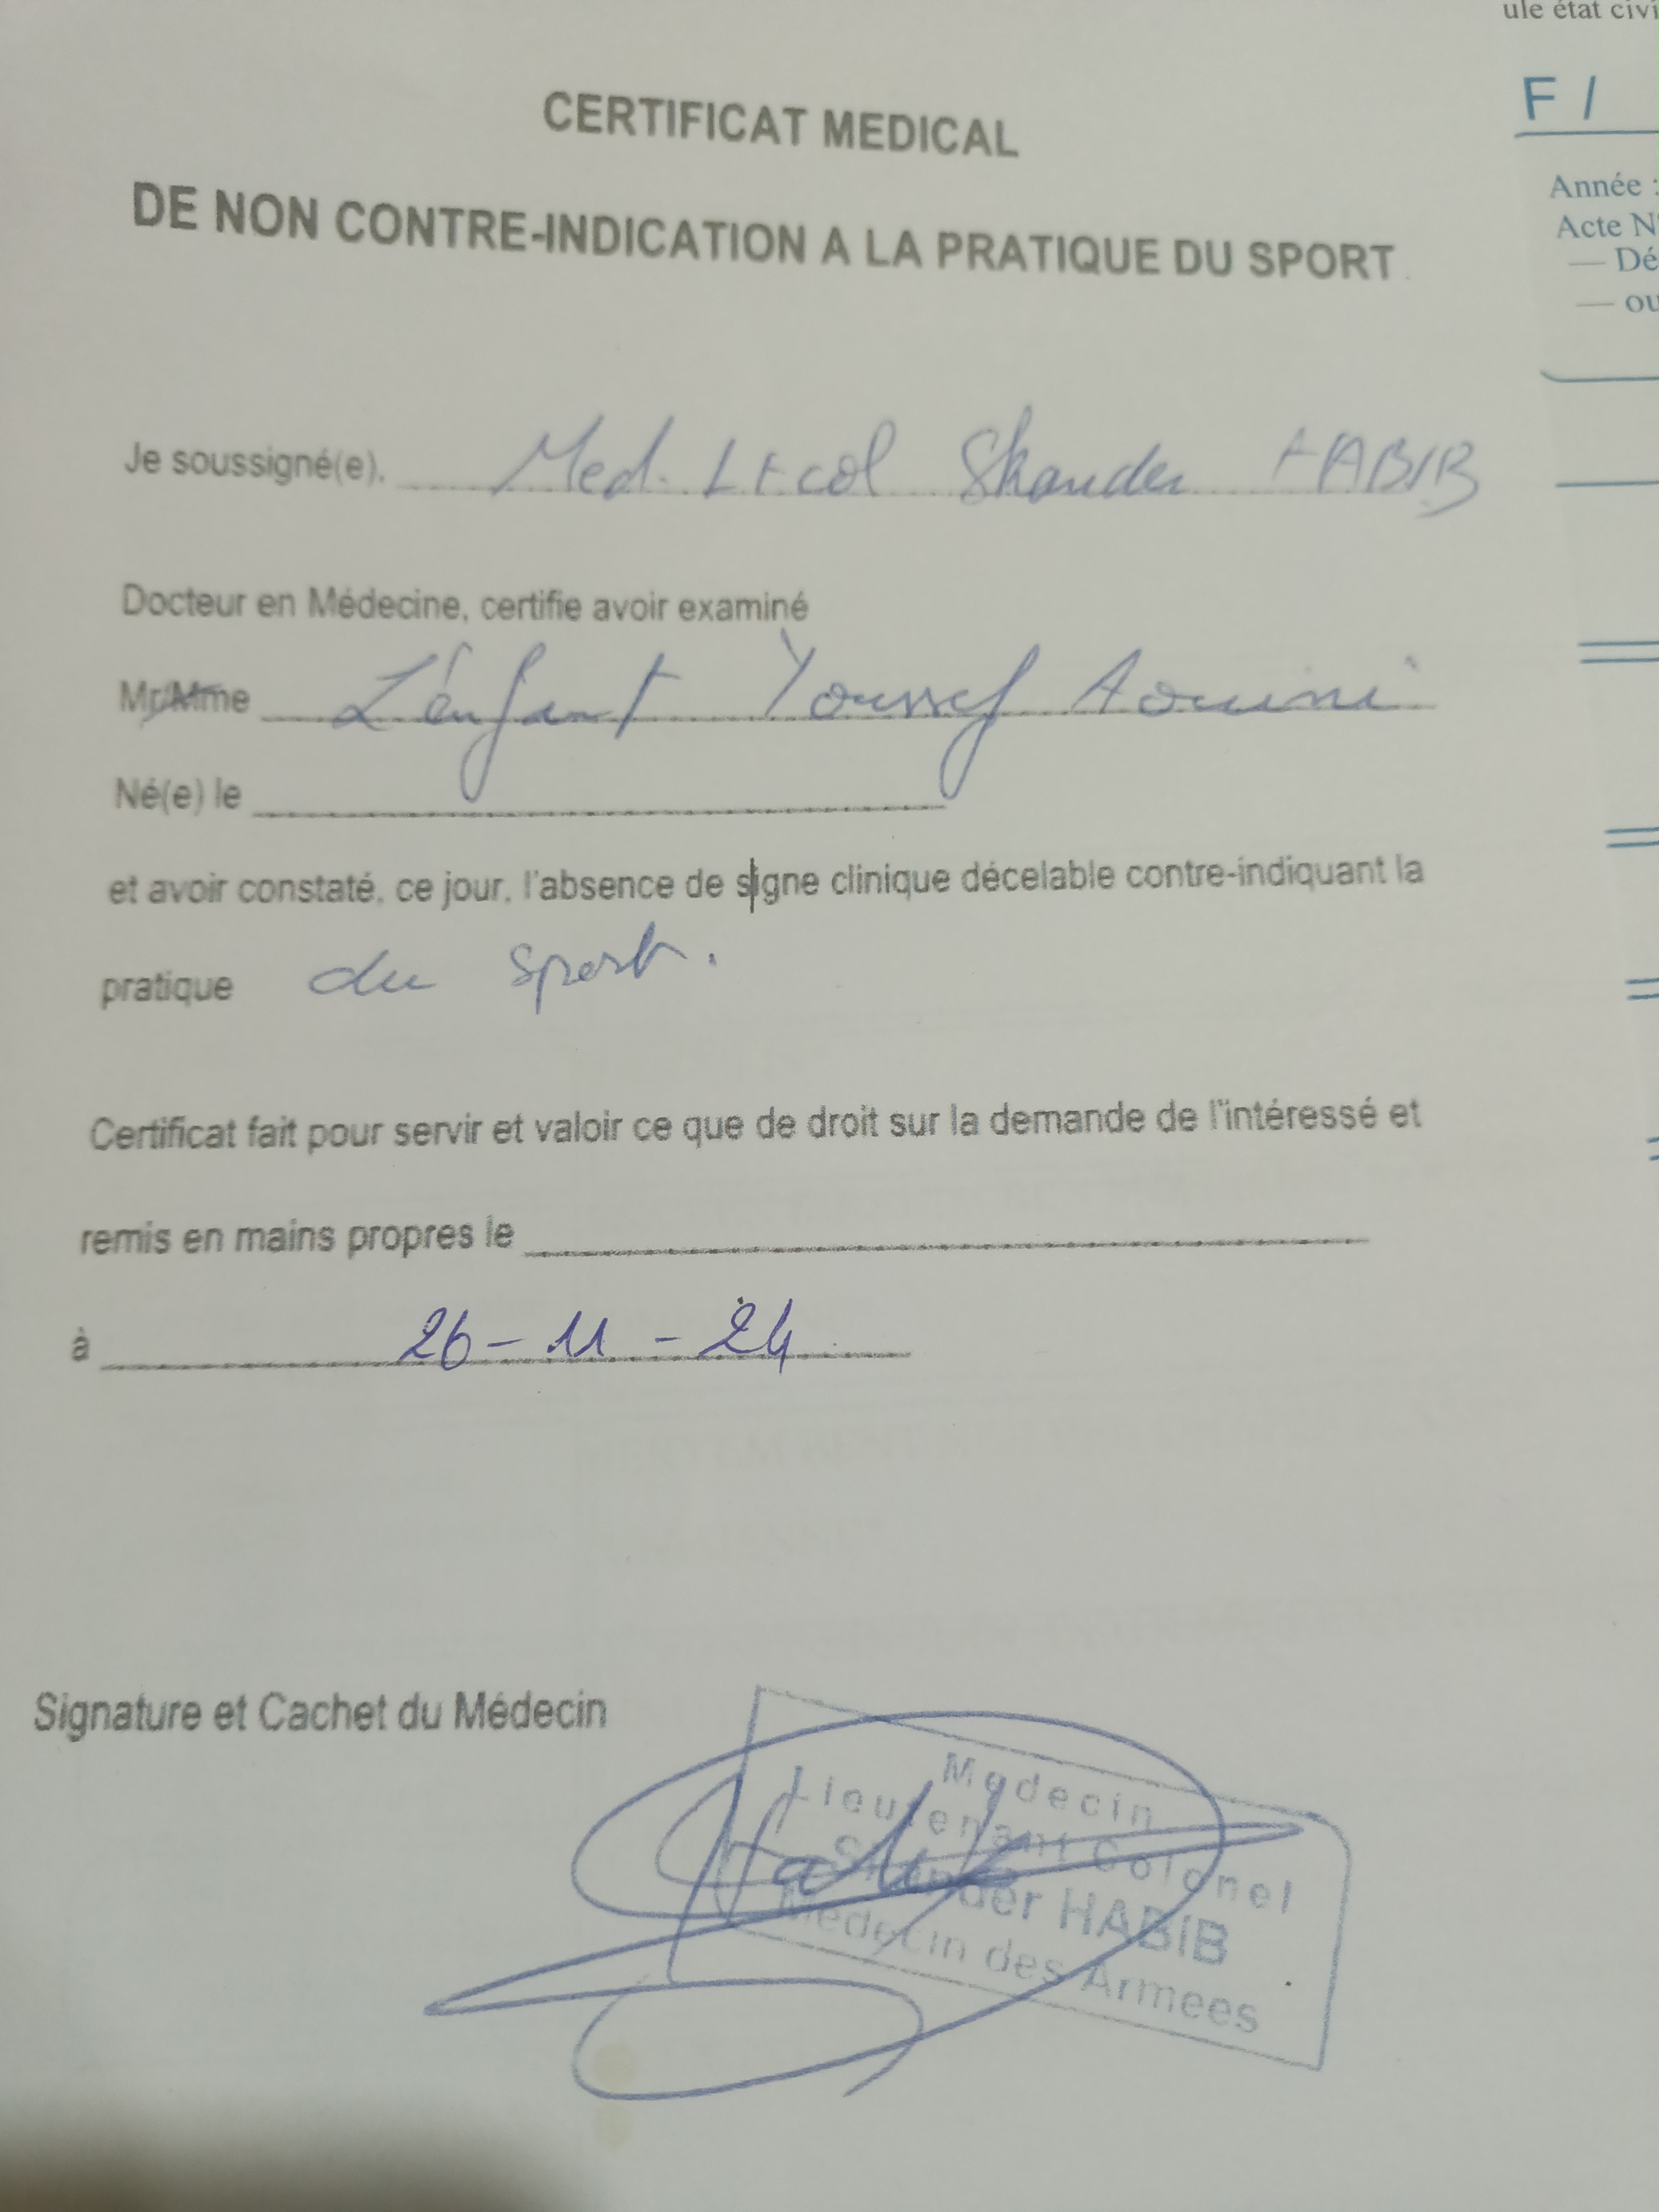 CERTIFICAT MEDICAL
DE NON CONTRE-INDICATION A LA PRATIQUE DU SPORT
Je soussigné(e), Med. Lt col Skander HABIB
Docteur en Médecine, certifie avoir examiné
Mr/Mme L'énfant Youssef Aouini
Né(e) le
et avoir constaté, ce jour, l'absence de signe clinique décelable contre-indiquant la
pratique du sport.
Certificat fait pour servir et valoir ce que de droit sur la demande de l'intéressé et
remis en mains propres le
à 26-11-24
Signature et Cachet du Médecin
Medecin
Lieutenant Colonel
Skander HABIB
Medecin des Armees
ule état civi
F /
Année :
Acte N°
— Dé
— ou